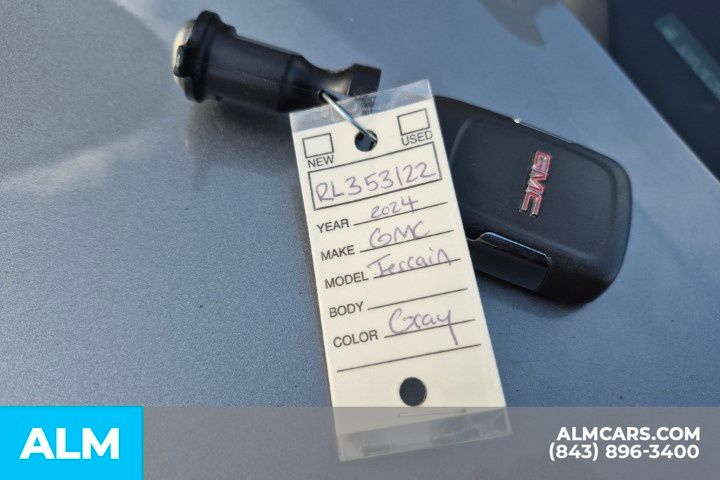 NEW USED
RL353122
YEAR 2024
MAKE GMC
MODEL Terrain
BODY
COLOR Gray
GMC
ALM
ALMCARS.COM
(843) 896-3400